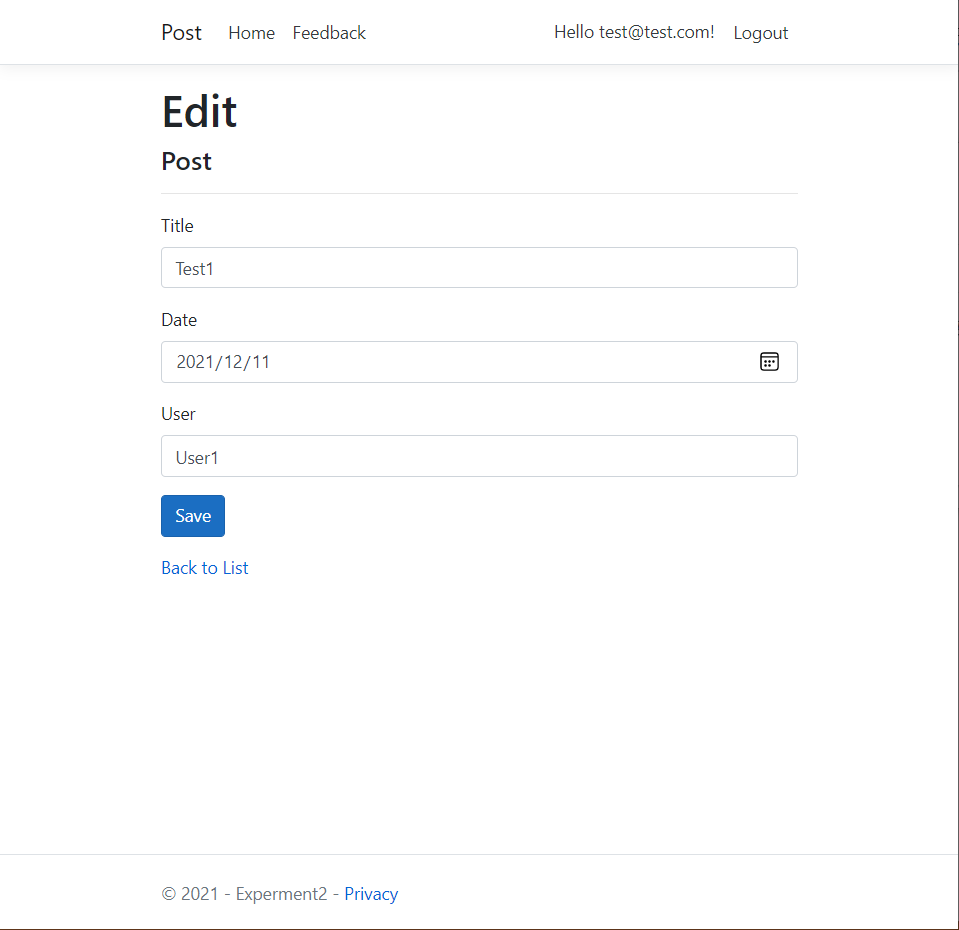 Post Home Feedback Hello test@test.com! Logout
Edit
Post
Title
Test1
Date
2021/12/11
User
User1
Save
Back to List
© 2021 - Experment2 - Privacy